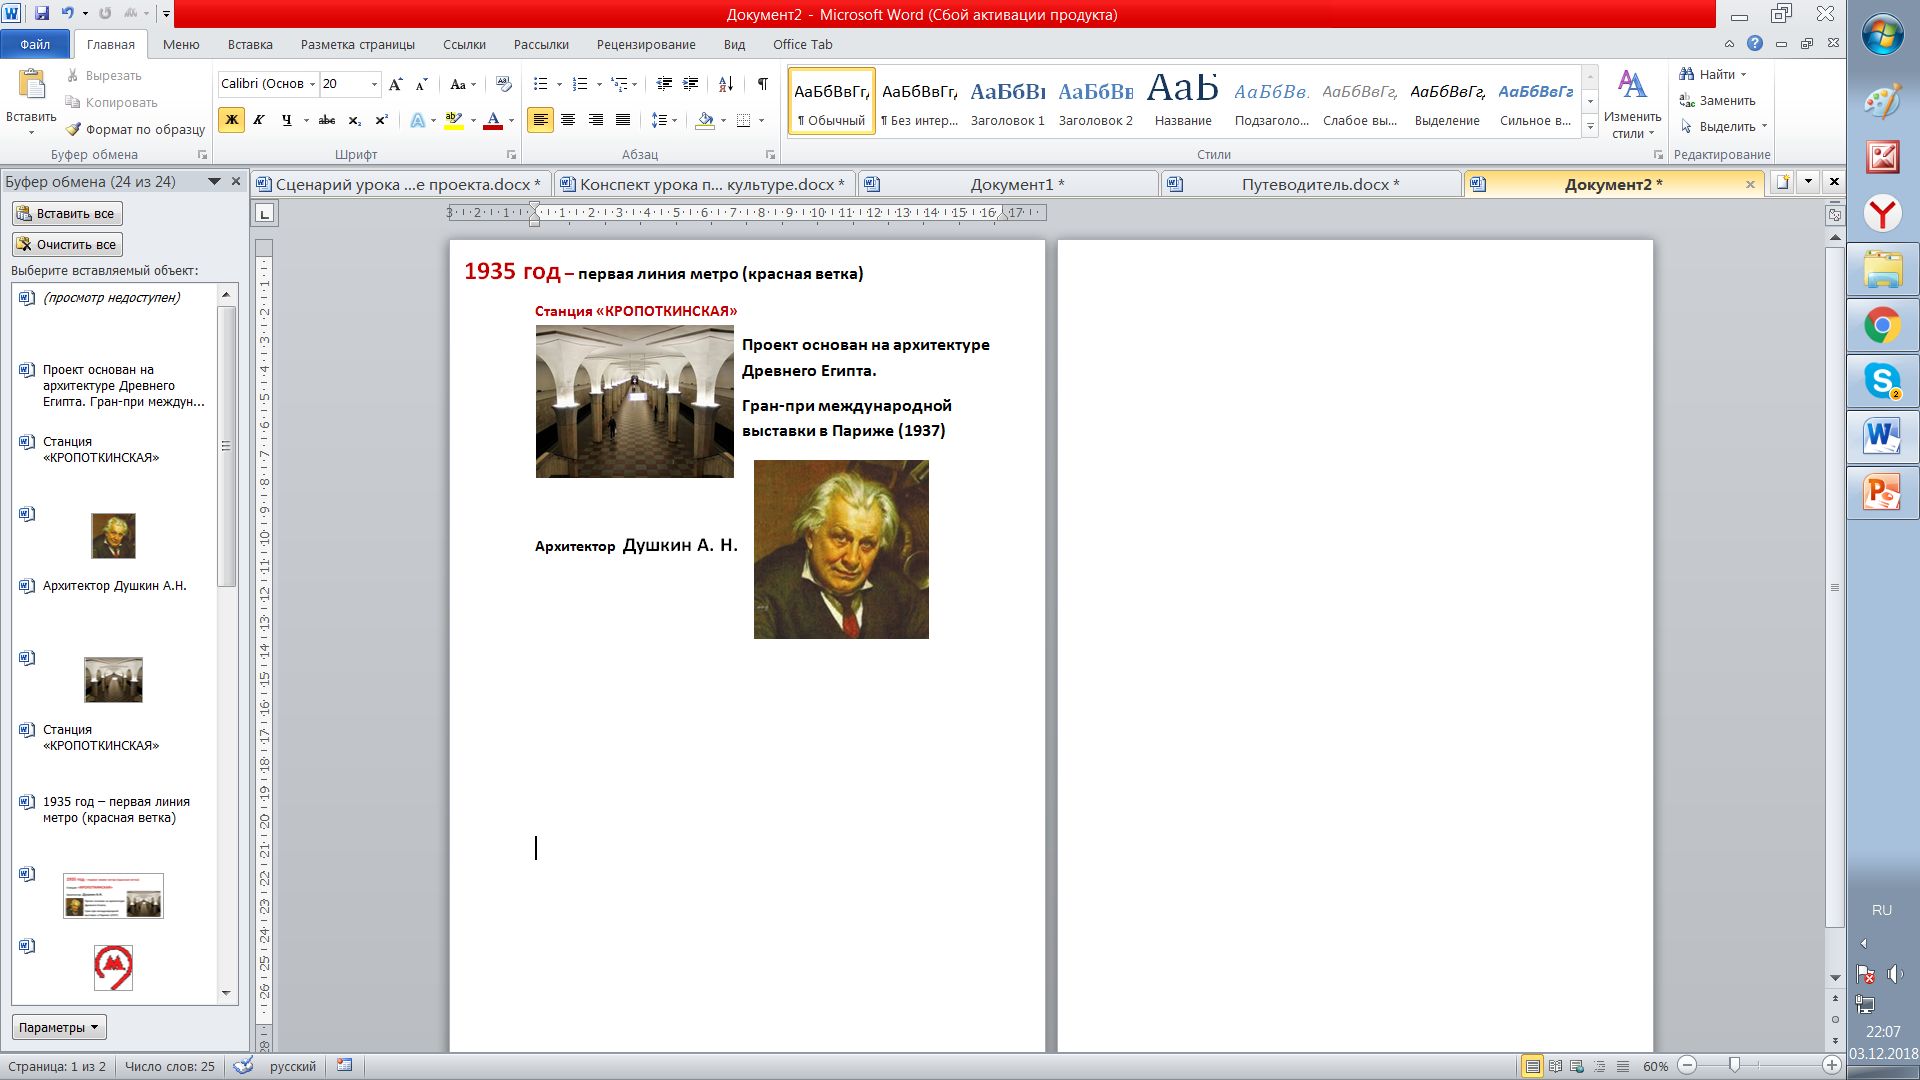 Документ2 - Microsoft Word (Сбой активации продукта)
Файл Главная Меню Вставка Разметка страницы Ссылки Рассылки Рецензирование Вид Office Tab
Вставить
Вырезать
Копировать
Формат по образцу
Буфер обмена
Calibri (Основ 20
Шрифт
Абзац
АаБбВвГг, АаБбВвГг, АаБбВı АаБбВв АаБ АаБбВв. АаБбВвГг, АаБбВвГг, АаБбВвГг
¶ Обычный ¶ Без интер... Заголовок 1 Заголовок 2 Название Подзаголо... Слабое вы... Выделение Сильное в...
Стили
Изменить
стили
Найти
Заменить
Выделить
Редактирование
Буфер обмена (24 из 24)
Сценарий урока ...е проекта.docx * Конспект урока п... культуре.docx * Документ1 * Путеводитель.docx * Документ2 *
Вставить все
Очистить все
Выберите вставляемый объект:
(просмотр недоступен)
Проект основан на
архитектуре Древнего
Египта. Гран-при междун...
Станция
«КРОПОТКИНСКАЯ»
Архитектор Душкин А.Н.
Станция
«КРОПОТКИНСКАЯ»
1935 год – первая линия
метро (красная ветка)
Параметры
1935 год – первая линия метро (красная ветка)
Станция «КРОПОТКИНСКАЯ»
Проект основан на архитектуре
Древнего Египта.
Гран-при международной
выставки в Париже (1937)
Архитектор Душкин А. Н.
RU
22:07
03.12.2018
Страница: 1 из 2 Число слов: 25 русский 60%